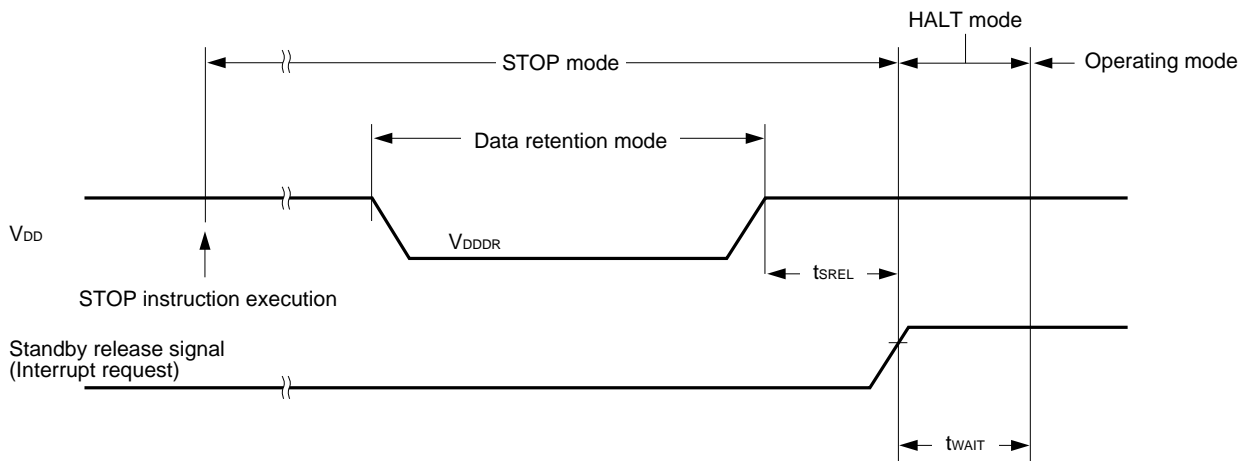 HALT mode
STOP mode
Operating mode
Data retention mode
VDD
VDDDR
tSREL
STOP instruction execution
Standby release signal
(Interrupt request)
tWAIT